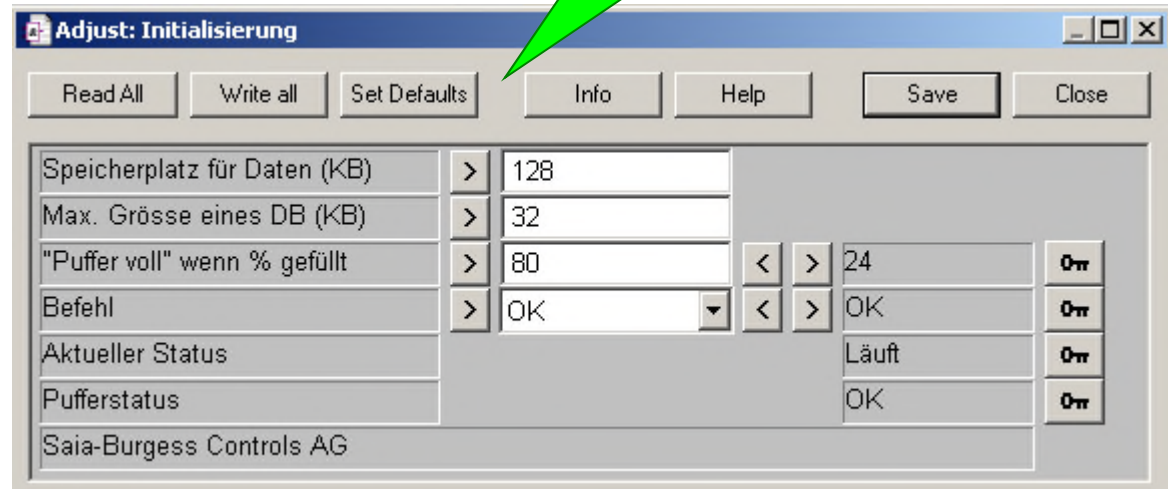 Adjust: Initialisierung
Read All Write all Set Defaults Info Help Save Close
Speicherplatz für Daten (KB) > 128
Max. Grösse eines DB (KB) > 32
"Puffer voll" wenn % gefüllt > 80 < > 24
Befehl > OK < > OK
Aktueller Status Läuft
Pufferstatus OK
Saia-Burgess Controls AG